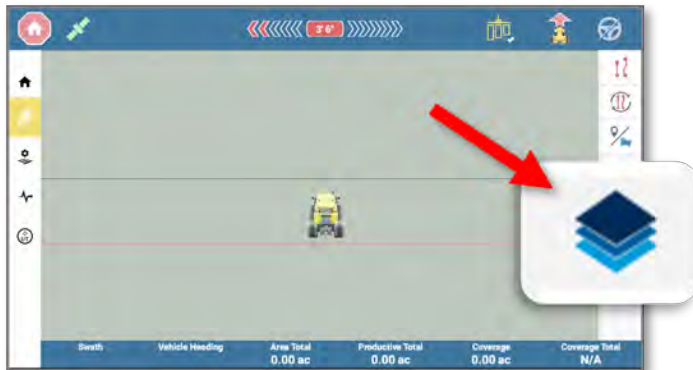 3' 6"
Swath
Vehicle Heading
Area Total
Productive Total
Coverage
Coverage Total
0.00 ac
0.00 ac
0.00 ac
N/A